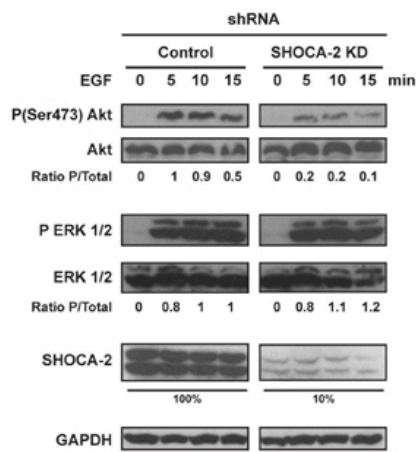 shRNA
Control SHOCA-2 KD
EGF 0 5 10 15 0 5 10 15 min
P(Ser473) Akt
Akt
Ratio P/Total 0 1 0.9 0.5 0 0.2 0.2 0.1
P ERK 1/2
ERK 1/2
Ratio P/Total 0 0.8 1 1 0 0.8 1.1 1.2
SHOCA-2
100% 10%
GAPDH